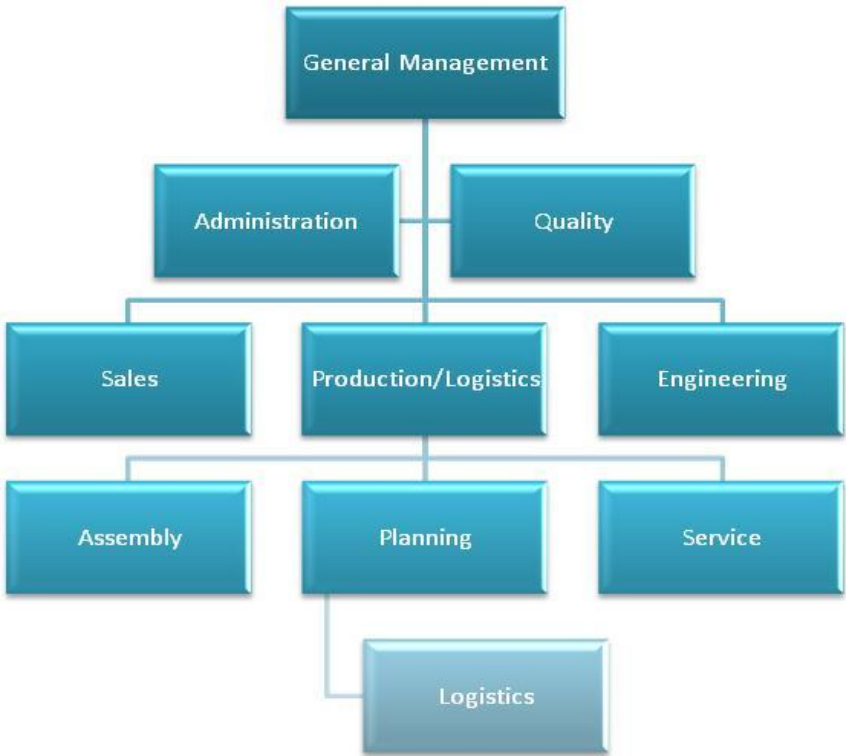 General Management
Administration
Quality
Sales
Production/Logistics
Engineering
Assembly
Planning
Service
Logistics